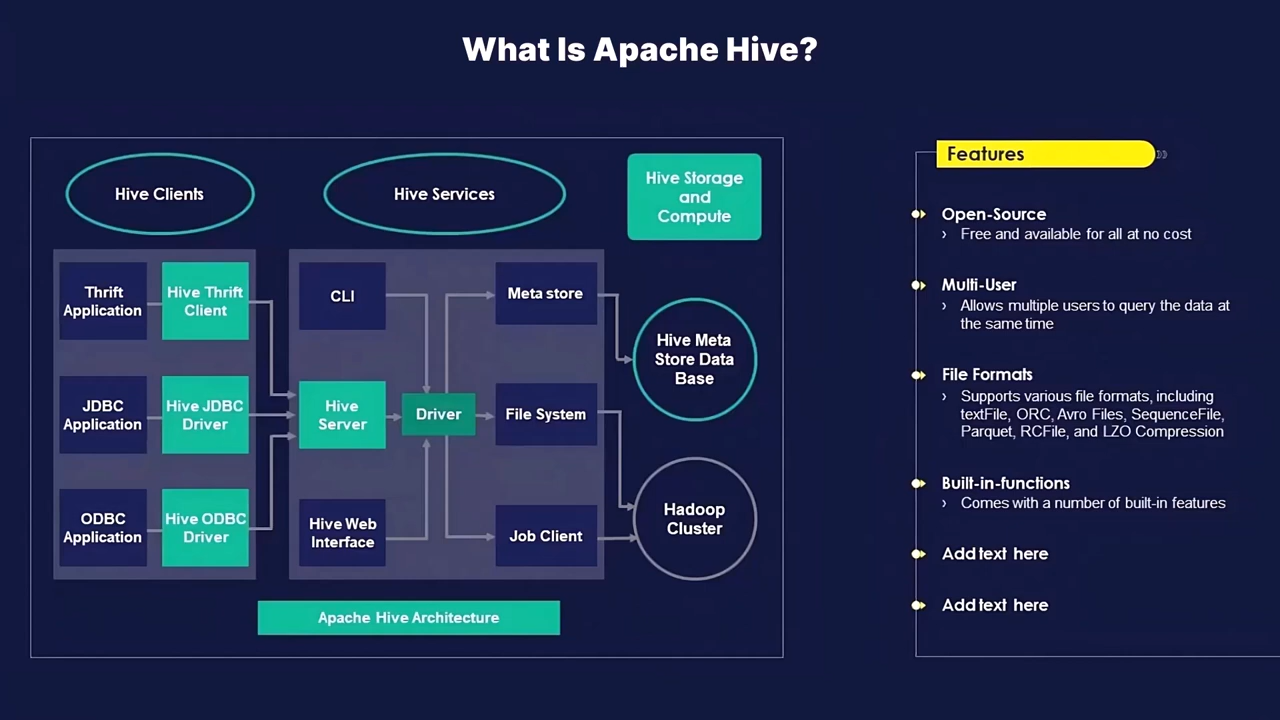 What Is Apache Hive?
Hive Clients
Hive Services
Hive Storage
and
Compute
Thrift
Application
Hive Thrift
Client
JDBC
Application
Hive JDBC
Driver
ODBC
Application
Hive ODBC
Driver
CLI
Hive
Server
Hive Web
Interface
Driver
Meta store
File System
Job Client
Hive Meta
Store Data
Base
Hadoop
Cluster
Apache Hive Architecture
Features
Open-Source
› Free and available for all at no cost
Multi-User
› Allows multiple users to query the data at
the same time
File Formats
› Supports various file formats, including
textFile, ORC, Avro Files, SequenceFile,
Parquet, RCFile, and LZO Compression
Built-in-functions
› Comes with a number of built-in features
Add text here
Add text here